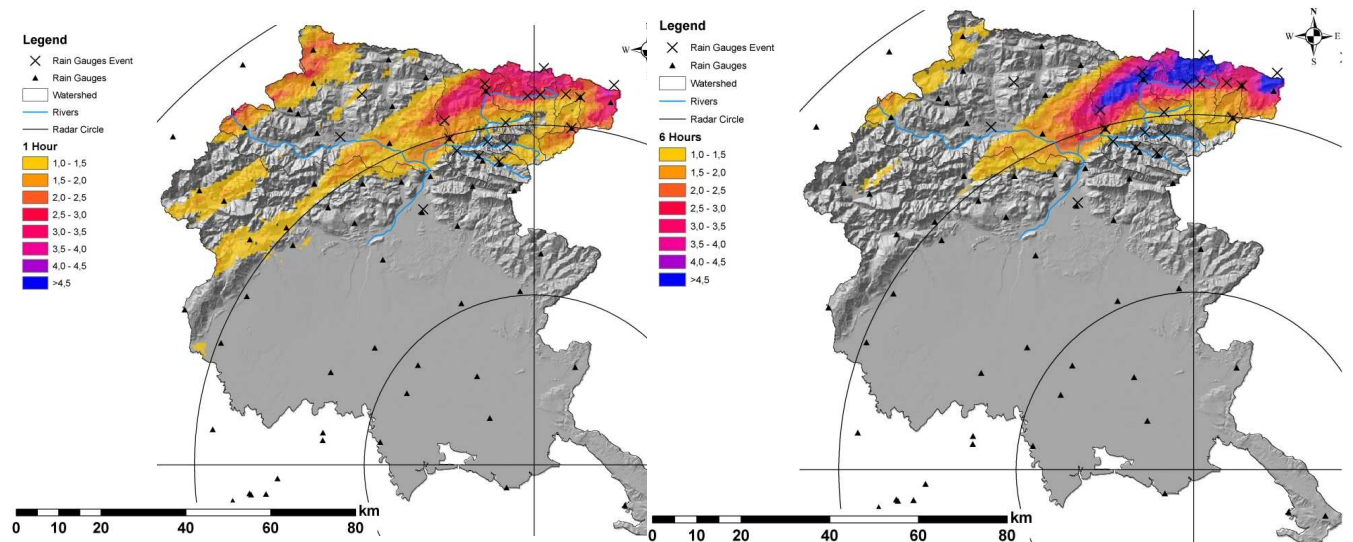 Legend
Rain Gauges Event
Rain Gauges
Watershed
Rivers
Radar Circle
1 Hour
1,0 - 1,5
1,5 - 2,0
2,0 - 2,5
2,5 - 3,0
3,0 - 3,5
3,5 - 4,0
4,0 - 4,5
>4,5
W
km
0 5 10 20 40 60 80
Legend
Rain Gauges Event
Rain Gauges
Watershed
Rivers
Radar Circle
6 Hours
1,0 - 1,5
1,5 - 2,0
2,0 - 2,5
2,5 - 3,0
3,0 - 3,5
3,5 - 4,0
4,0 - 4,5
>4,5
N
W E
S
km
0 5 10 20 40 60 80